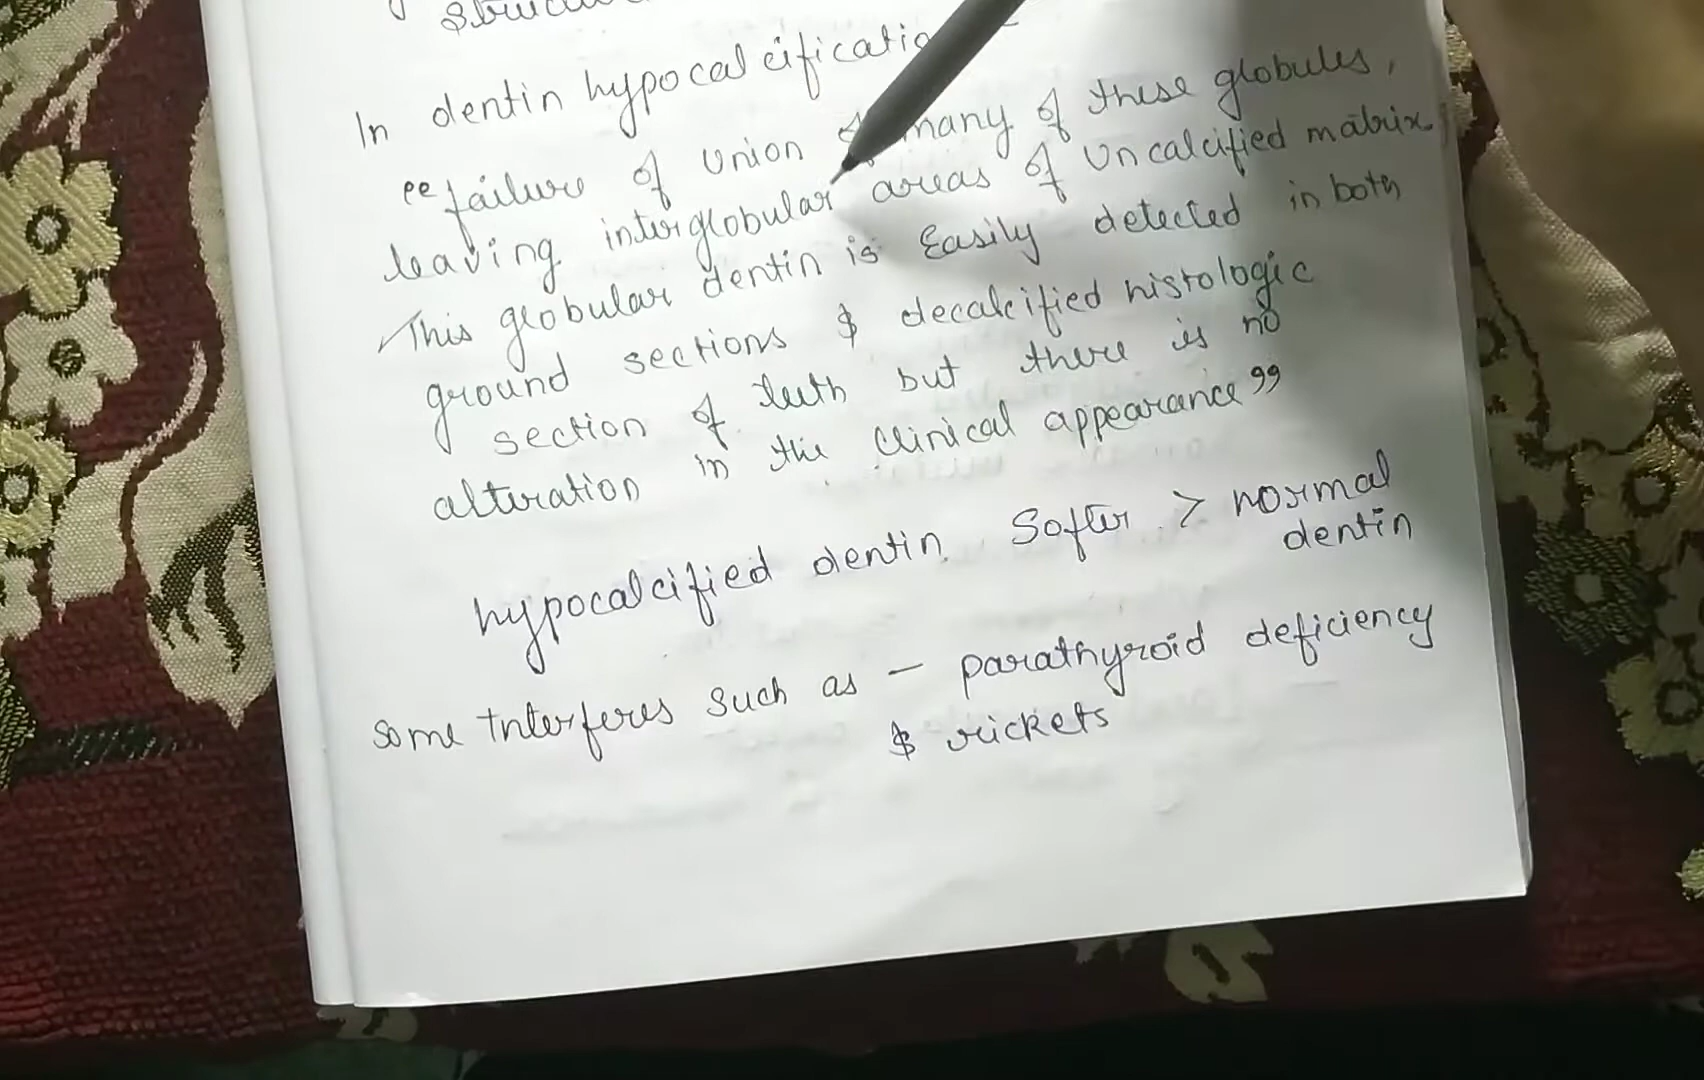 In dentin hypocalcificatio
"failure of union of many of these globules,
leaving interglobular areas of uncalcified matrix.
This globular dentin is Easily detected in both
ground sections & decalcified histologic
section of teeth but there is no
alteration in the clinical appearance"
hypocalcified dentin Softer > normal
dentin
some Interferes such as - parathyroid deficiency
& rickets